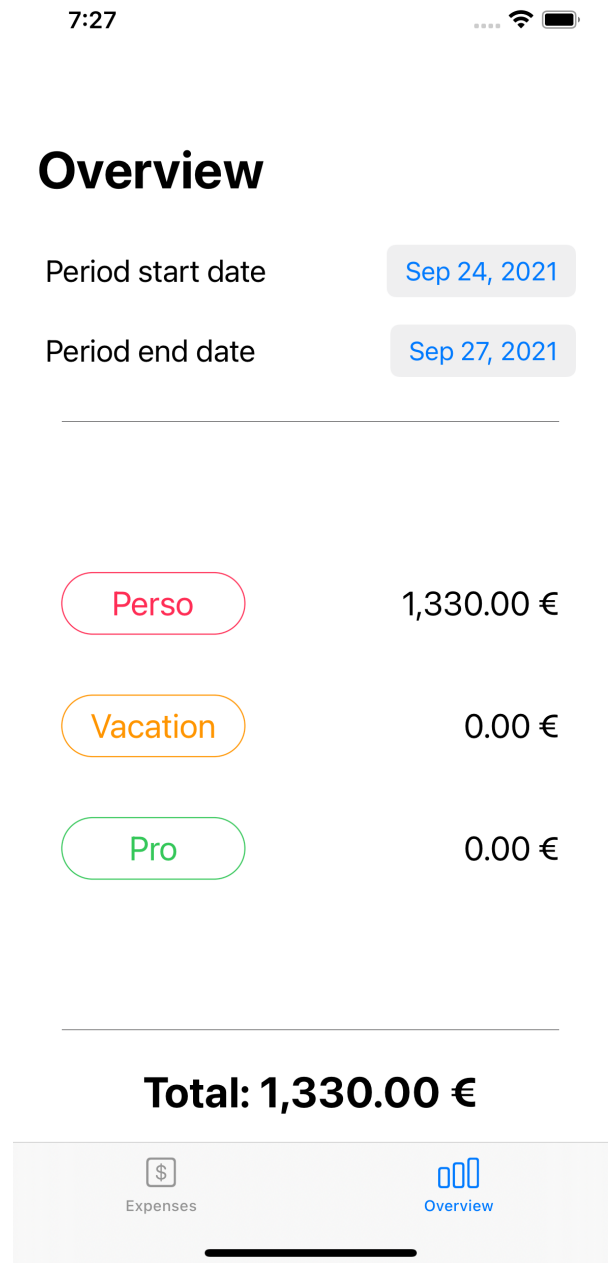 7:27
Overview
Period start date Sep 24, 2021
Period end date Sep 27, 2021
Perso 1,330.00 €
Vacation 0.00 €
Pro 0.00 €
Total: 1,330.00 €
$
Expenses Overview